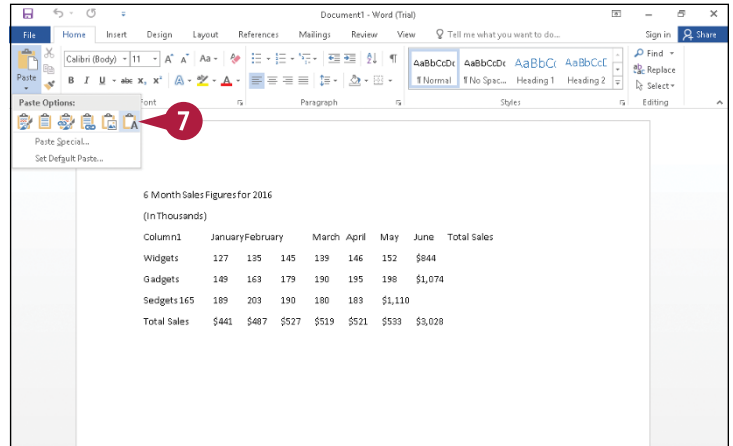 Document1 - Word (Trial)
File Home Insert Design Layout References Mailings Review View Tell me what you want to do... Sign in Share
Calibri (Body) 11 A A Aa
Find
Replace
Select
Paste
B I U abc x, x² A A
AaBbCcDc AaBbCcDc AaBbCc AaBbCcE
¶ Normal ¶ No Spac... Heading 1 Heading 2
Paste Options:
Font Paragraph Styles Editing
7
Paste Special...
Set Default Paste...
6 Month Sales Figures for 2016
(In Thousands)
Column1 JanuaryFebruary March April May June Total Sales
Widgets 127 135 145 139 146 152 $844
Gadgets 149 163 179 190 195 198 $1,074
Sedgets 165 189 203 190 180 183 $1,110
Total Sales $441 $487 $527 $519 $521 $533 $3,028